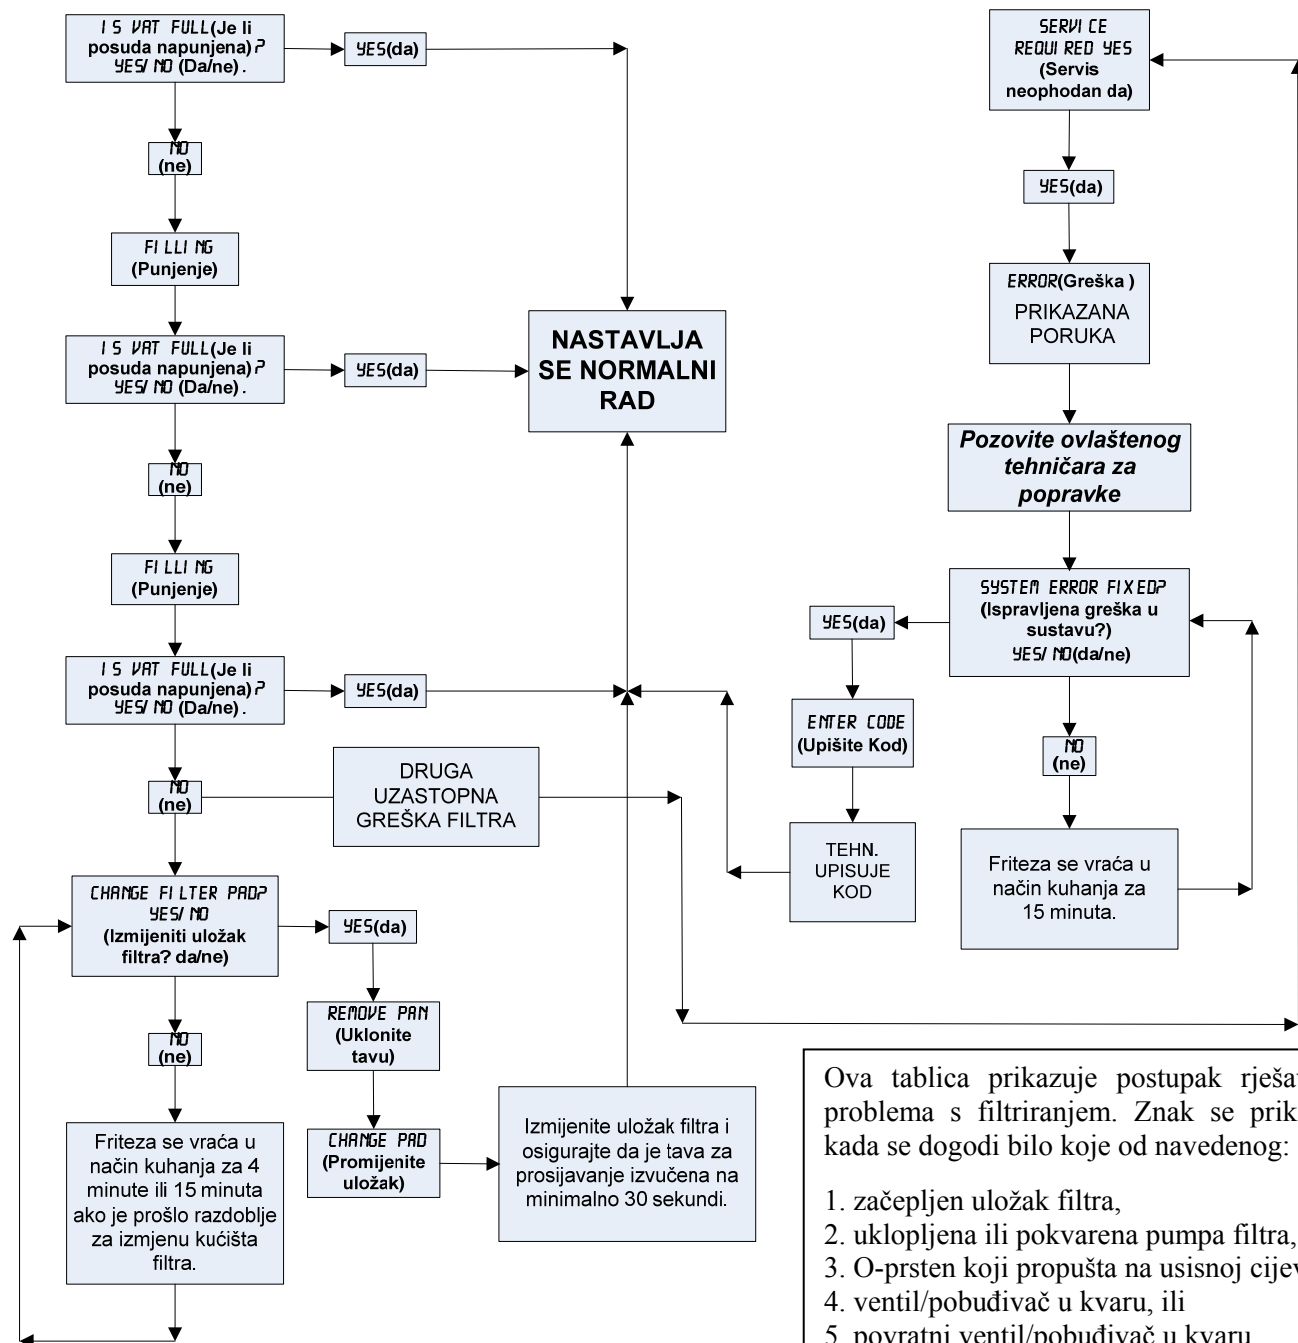 IS VAT FULL(Je li
posuda napunjena)?
YES/NO (Da/ne).
YES(da)
NO
(ne)
FILLING
(Punjenje)
IS VAT FULL(Je li
posuda napunjena)?
YES/NO (Da/ne).
YES(da)
NO
(ne)
FILLING
(Punjenje)
IS VAT FULL(Je li
posuda napunjena)?
YES/NO (Da/ne).
YES(da)
NO
(ne)
DRUGA
UZASTOPNA
GREŠKA FILTRA
CHANGE FILTER PAD?
YES/NO
(Izmijeniti uložak
filtra? da/ne)
YES(da)
NO
(ne)
REMOVE PAN
(Uklonite
tavu)
CHANGE PAD
(Promijenite
uložak)
Friteza se vraća u
način kuhanja za 4
minute ili 15 minuta
ako je prošlo razdoblje
za izmjenu kućišta
filtra.
Izmijenite uložak filtra i
osigurajte da je tava za
prosijavanje izvučena na
minimalno 30 sekundi.
NASTAVLJA
SE NORMALNI
RAD
SERVICE
REQUIRED YES
(Servis
neophodan da)
YES(da)
ERROR(Greška )
PRIKAZANA
PORUKA
Pozovite ovlaštenog
tehničara za
popravke
SYSTEM ERROR FIXED?
(Ispravljena greška u
sustavu?)
YES/NO(da/ne)
YES(da)
ENTER CODE
(Upišite Kod)
TEHN.
UPISUJE
KOD
NO
(ne)
Friteza se vraća u
način kuhanja za
15 minuta.
Ova tablica prikazuje postupak
problema s filtriranjem. Znak se
kada se dogodi bilo koje od navedenog:
1. začepljen uložak filtra,
2. uklopljena ili pokvarena pumpa filtra,
3. O-prsten koji propušta na usisnoj
4. ventil/pobuđivač u kvaru, ili
5. povratni ventil/pobuđivač u kvaru